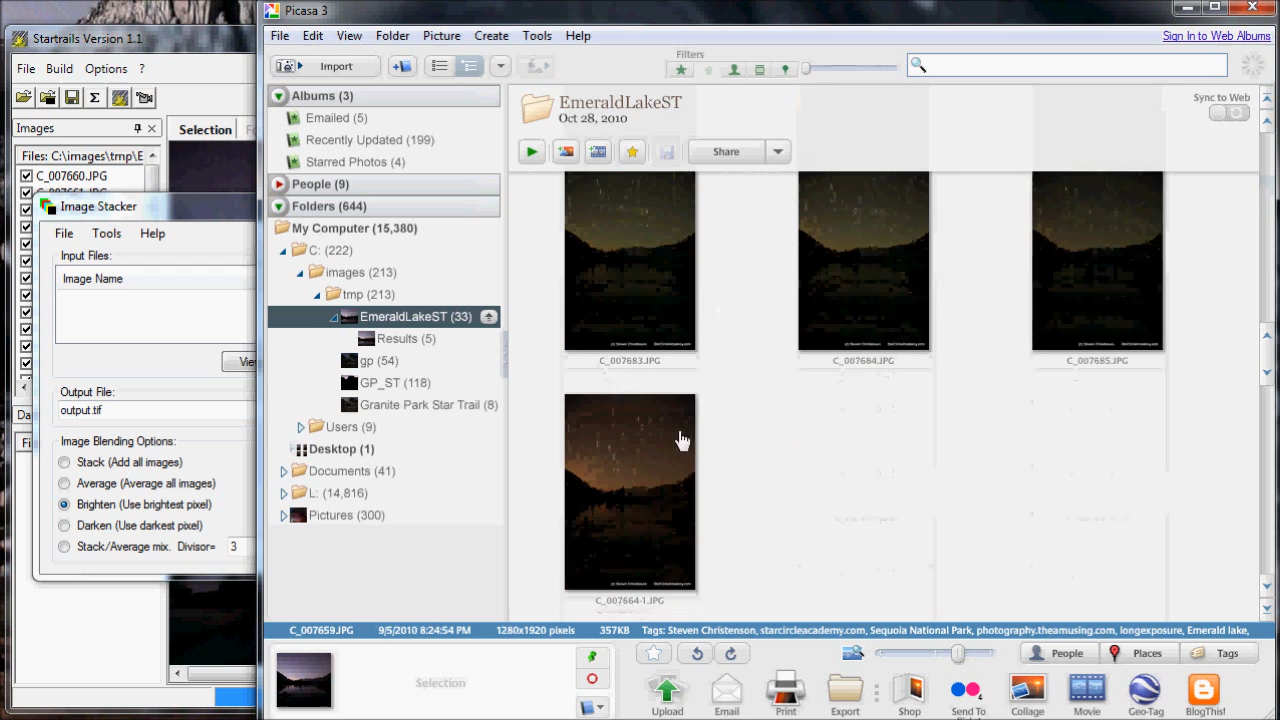 Startrails Version 1.1
File Build Options ?
Images
Selection
Files: C:\images\tmp\E
C_007660.JPG
Image Stacker
File Tools Help
Input Files:
Image Name
Output File:
output.tif
Image Blending Options:
Stack (Add all images)
Average (Average all images)
Brighten (Use brightest pixel)
Darken (Use darkest pixel)
Stack/Average mix. Divisor= 3
Picasa 3
File Edit View Folder Picture Create Tools Help
Sign In to Web Albums
Import
Filters
Albums (3)
Emailed (5)
Recently Updated (199)
Starred Photos (4)
People (9)
Folders (644)
My Computer (15,380)
C: (222)
images (213)
tmp (213)
EmeraldLakeST (33)
Results (5)
gp (54)
GP_ST (118)
Granite Park Star Trail (8)
Users (9)
Desktop (1)
Documents (41)
L: (14,816)
Pictures (300)
EmeraldLakeST
Oct 28, 2010
Sync to Web
Share
C_007683.JPG
C_007684.JPG
C_007685.JPG
C_007664-1.JPG
C_007659.JPG 9/5/2010 8:24:54 PM 1280x1920 pixels 357KB Tags: Steven Christenson, starcircleacademy.com, Sequoia National Park, photography.theamusing.com, longexposure, Emerald lake,
Selection
People Places Tags
Upload Email Print Export Shop Send To Collage Movie Geo-Tag BlogThis!